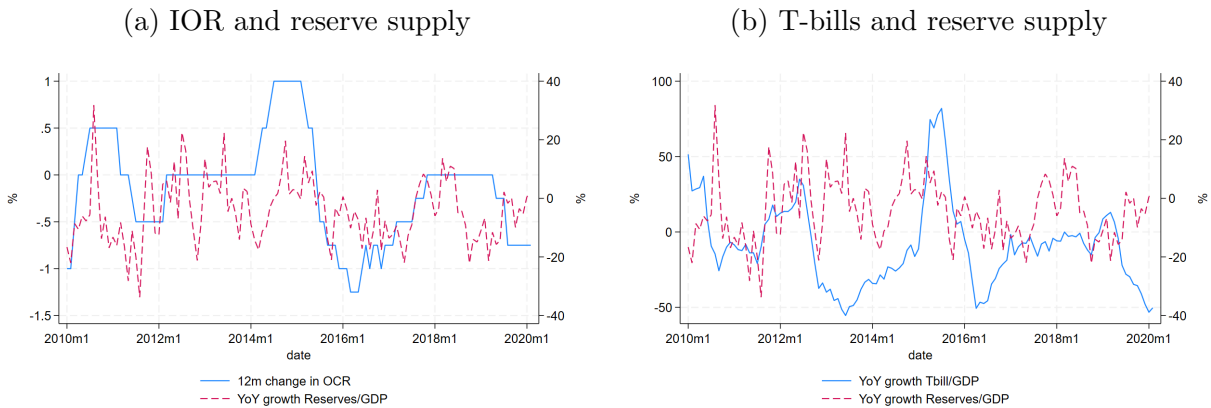 (a) IOR and reserve supply
1
.5
0
-.5
-1
-1.5
%
40
20
0
-20
-40
%
2010m1 2012m1 2014m1 2016m1 2018m1 2020m1
date
12m change in OCR
YoY growth Reserves/GDP
(b) T-bills and reserve supply
100
50
0
-50
%
40
20
0
-20
-40
%
2010m1 2012m1 2014m1 2016m1 2018m1 2020m1
date
YoY growth Tbill/GDP
YoY growth Reserves/GDP